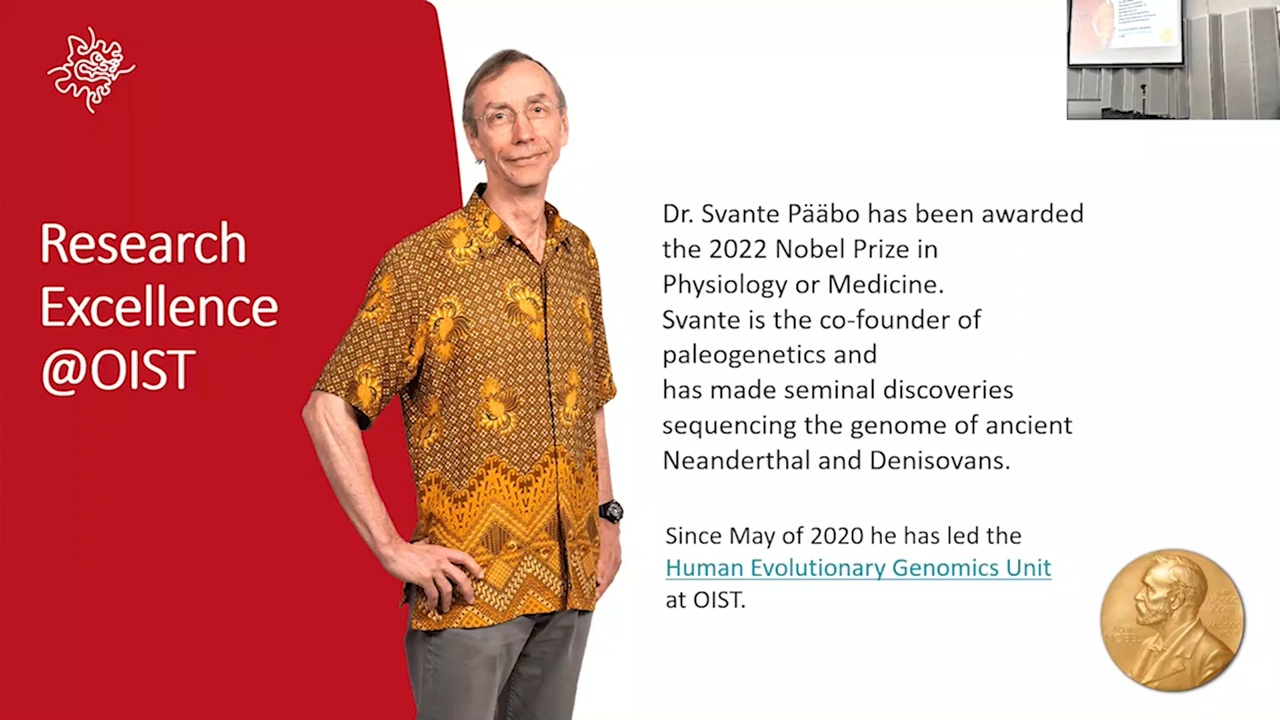 Research
Excellence
@OIST
Dr. Svante Pääbo has been awarded
the 2022 Nobel Prize in
Physiology or Medicine.
Svante is the co-founder of
paleogenetics and
has made seminal discoveries
sequencing the genome of ancient
Neanderthal and Denisovans.
Since May of 2020 he has led the
Human Evolutionary Genomics Unit
at OIST.